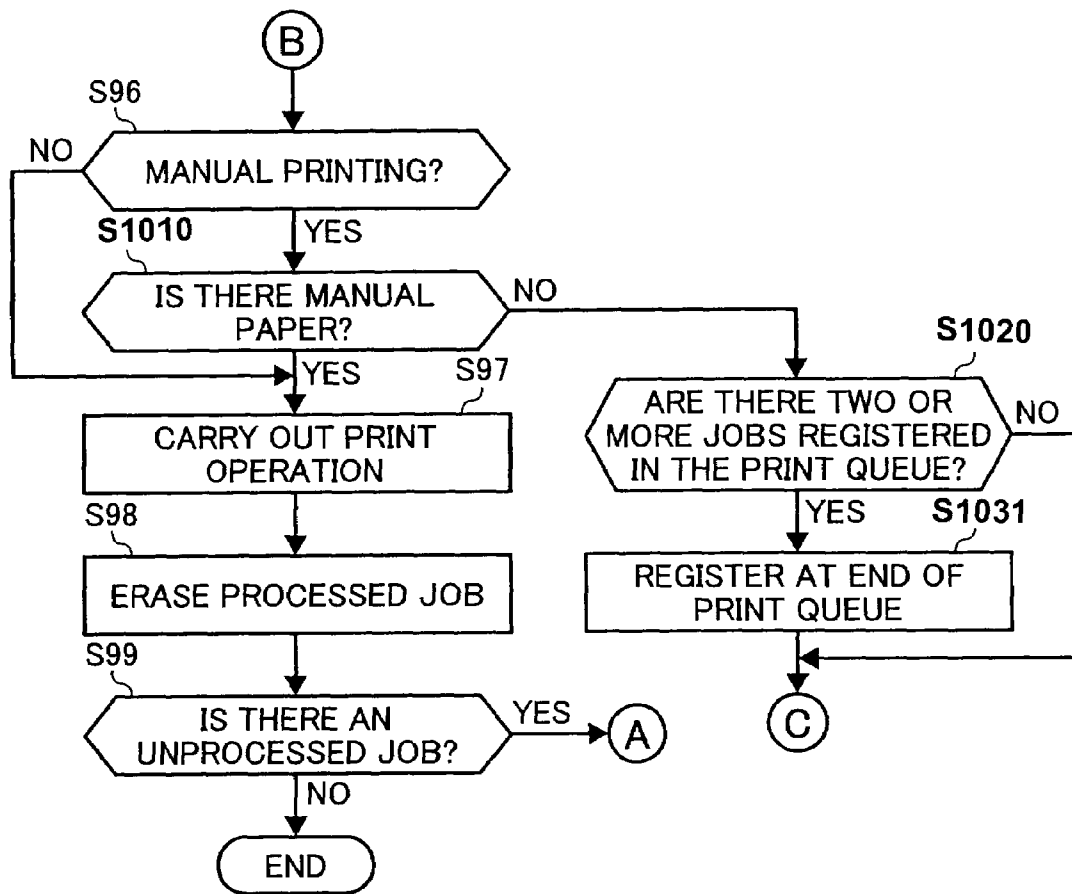 B
S96
NO
MANUAL PRINTING?
S1010
YES
IS THERE MANUAL
PAPER?
NO
YES
S97
S1020
CARRY OUT PRINT
OPERATION
ARE THERE TWO OR
MORE JOBS REGISTERED
IN THE PRINT QUEUE?
NO
S98
YES
S1031
ERASE PROCESSED JOB
REGISTER AT END OF
PRINT QUEUE
S99
IS THERE AN
UNPROCESSED JOB?
YES
A
C
NO
END